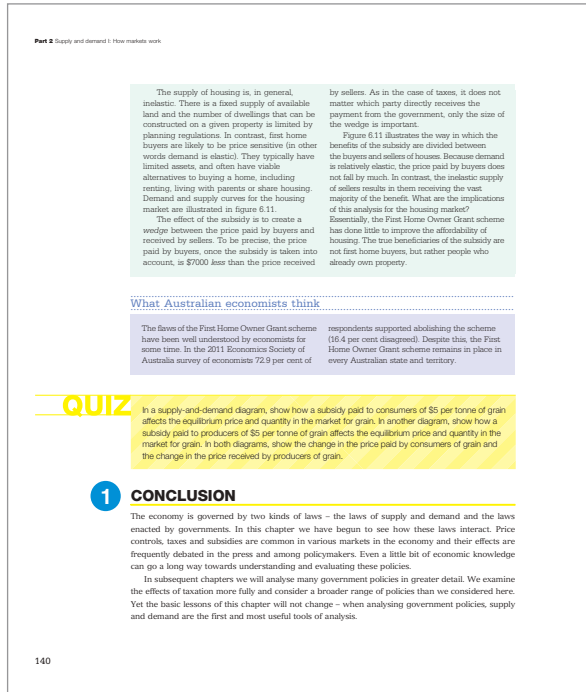 Part 2 Supply and demand I: How markets work
The supply of housing is, in general,
inelastic. There is a fixed supply of available
land and the number of dwellings that can be
constructed on a given property is limited by
planning regulations. In contrast, first home
buyers are likely to be price sensitive (in other
words demand is elastic). They typically have
limited assets, and often have viable
alternatives to buying a home, including
renting, living with parents or share housing.
Demand and supply curves for the housing
market are illustrated in figure 6.11.
The effect of the subsidy is to create a
wedge between the price paid by buyers and
received by sellers. To be precise, the price
paid by buyers, once the subsidy is taken into
account, is $7000 less than the price received
by sellers. As in the case of taxes, it does not
matter which party directly receives the
payment from the government, only the size of
the wedge is important.
Figure 6.11 illustrates the way in which the
benefits of the subsidy are divided between
the buyers and sellers of houses. Because demand
is relatively elastic, the price paid by buyers does
not fall by much. In contrast, the inelastic supply
of sellers results in them receiving the vast
majority of the benefit. What are the implications
of this analysis for the housing market?
Essentially, the First Home Owner Grant scheme
has done little to improve the affordability of
housing. The true beneficiaries of the subsidy are
not first home buyers, but rather people who
already own property.
What Australian economists think
The flaws of the First Home Owner Grant scheme
have been well understood by economists for
some time. In the 2011 Economics Society of
Australia survey of economists 72.9 per cent of
respondents supported abolishing the scheme
(16.4 per cent disagreed). Despite this, the First
Home Owner Grant scheme remains in place in
every Australian state and territory.
QUIZ
In a supply-and-demand diagram, show how a subsidy paid to consumers of $5 per tonne of grain
affects the equilibrium price and quantity in the market for grain. In another diagram, show how a
subsidy paid to producers of $5 per tonne of grain affects the equilibrium price and quantity in the
market for grain. In both diagrams, show the change in the price paid by consumers of grain and
the change in the price received by producers of grain.
1 CONCLUSION
The economy is governed by two kinds of laws – the laws of supply and demand and the laws
enacted by governments. In this chapter we have begun to see how these laws interact. Price
controls, taxes and subsidies are common in various markets in the economy and their effects are
frequently debated in the press and among policymakers. Even a little bit of economic knowledge
can go a long way towards understanding and evaluating these policies.
In subsequent chapters we will analyse many government policies in greater detail. We examine
the effects of taxation more fully and consider a broader range of policies than we considered here.
Yet the basic lessons of this chapter will not change – when analysing government policies, supply
and demand are the first and most useful tools of analysis.
140